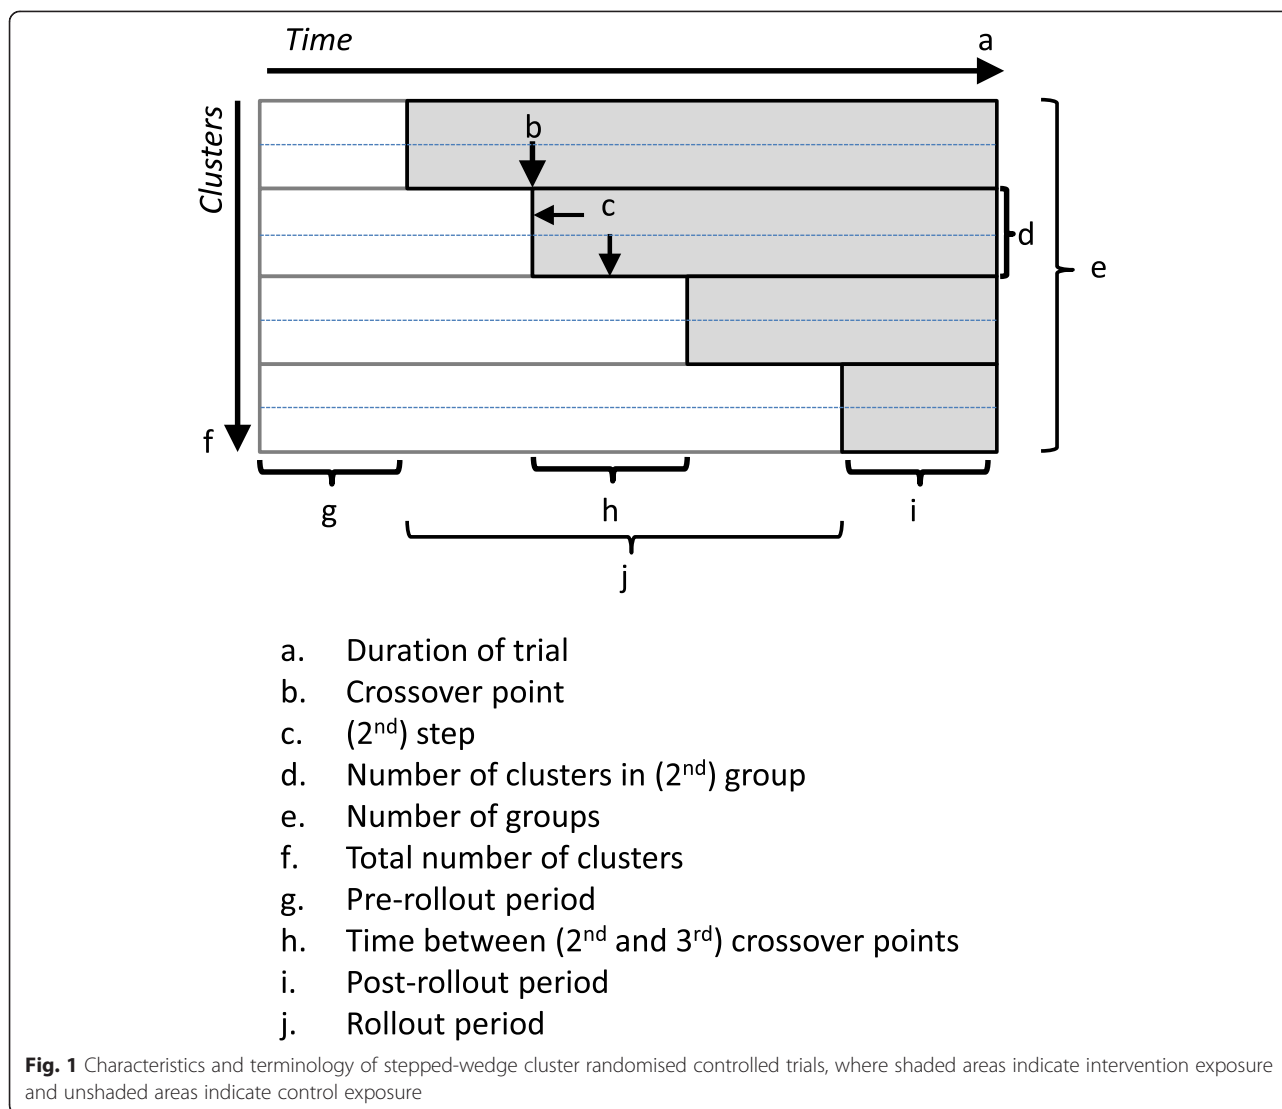 Time
a
Clusters
b
c
d
e
f
g
h
i
j
a. Duration of trial
b. Crossover point
c. (2nd) step
d. Number of clusters in (2nd) group
e. Number of groups
f. Total number of clusters
g. Pre-rollout period
h. Time between (2nd and 3rd) crossover points
i. Post-rollout period
j. Rollout period
Fig. 1 Characteristics and terminology of stepped-wedge cluster randomised controlled trials, where shaded areas indicate intervention exposure
and unshaded areas indicate control exposure